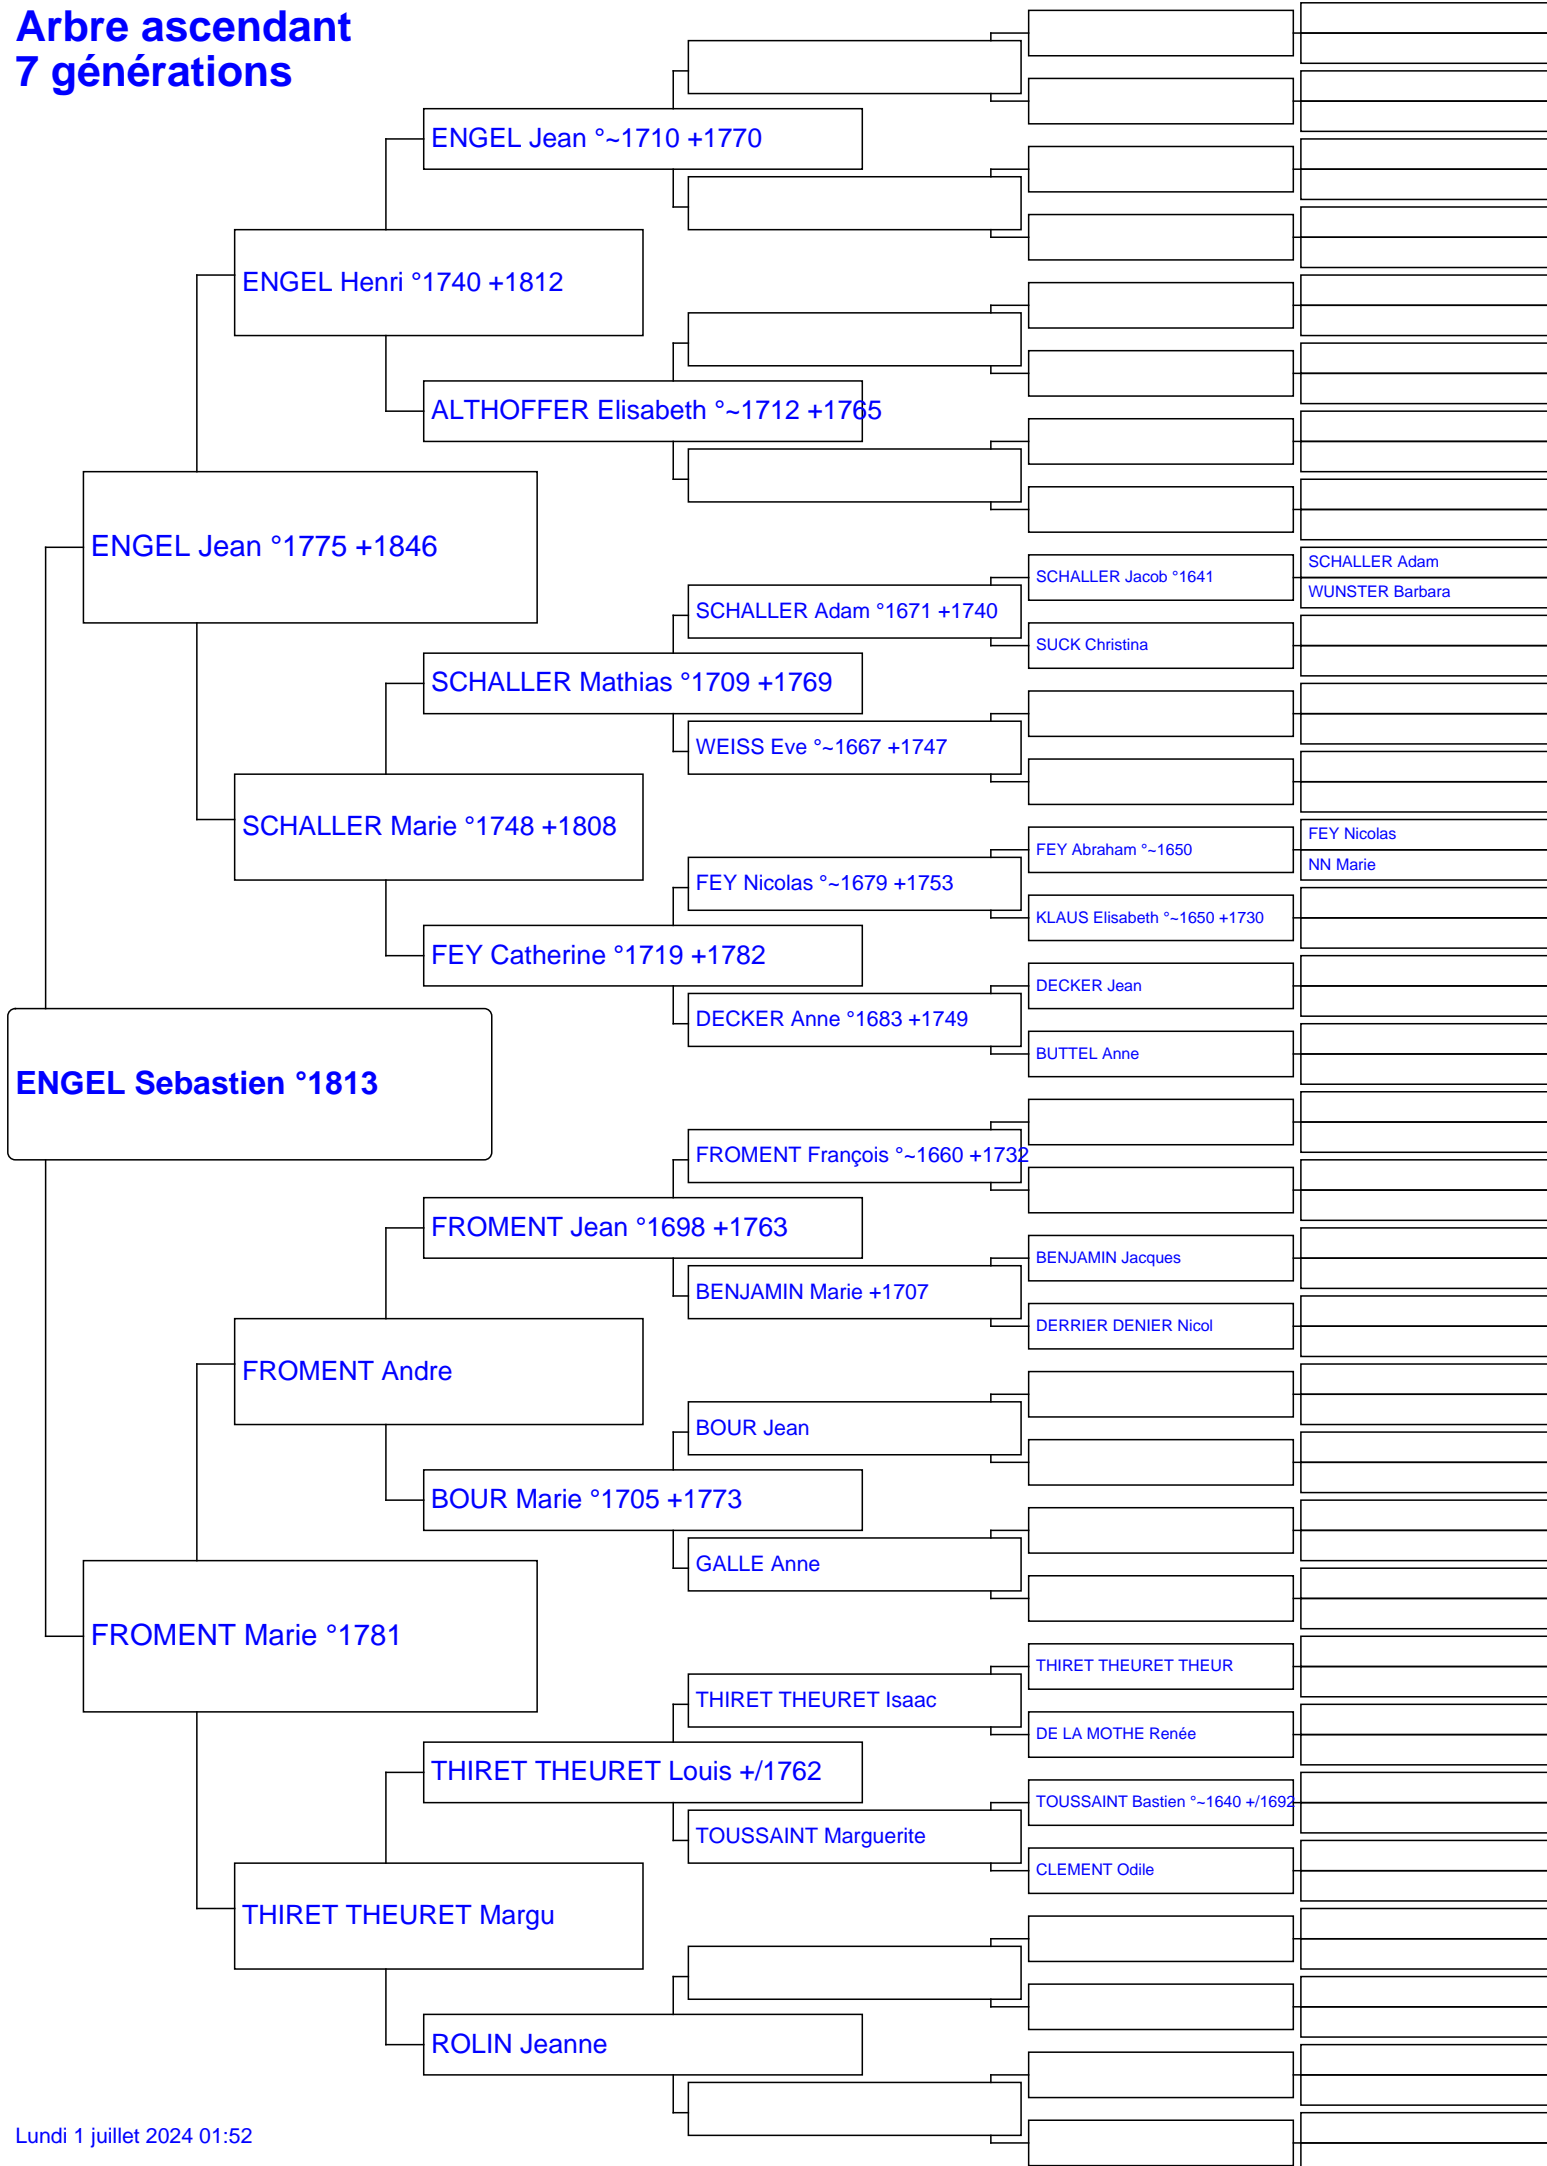 Arbre ascendant
7 générations
ENGEL Jean °~1710 +1770
ENGEL Henri °1740 +1812
ALTHOFFER Elisabeth °~1712 +1765
ENGEL Jean °1775 +1846
SCHALLER Adam
SCHALLER Jacob °1641
WUNSTER Barbara
SCHALLER Adam °1671 +1740
SUCK Christina
SCHALLER Mathias °1709 +1769
WEISS Eve °~1667 +1747
SCHALLER Marie °1748 +1808
FEY Nicolas
FEY Abraham °~1650
NN Marie
FEY Nicolas °~1679 +1753
KLAUS Elisabeth °~1650 +1730
FEY Catherine °1719 +1782
DECKER Jean
DECKER Anne °1683 +1749
BUTTEL Anne
ENGEL Sebastien °1813
FROMENT François °~1660 +1732
FROMENT Jean °1698 +1763
BENJAMIN Jacques
BENJAMIN Marie +1707
DERRIER DENIER Nicol
FROMENT Andre
BOUR Jean
BOUR Marie °1705 +1773
GALLE Anne
FROMENT Marie °1781
THIRET THEURET THEUR
THIRET THEURET Isaac
DE LA MOTHE Renée
THIRET THEURET Louis +/1762
TOUSSAINT Bastien °~1640 +/1692
TOUSSAINT Marguerite
CLEMENT Odile
THIRET THEURET Margu
ROLIN Jeanne
Lundi 1 juillet 2024 01:52